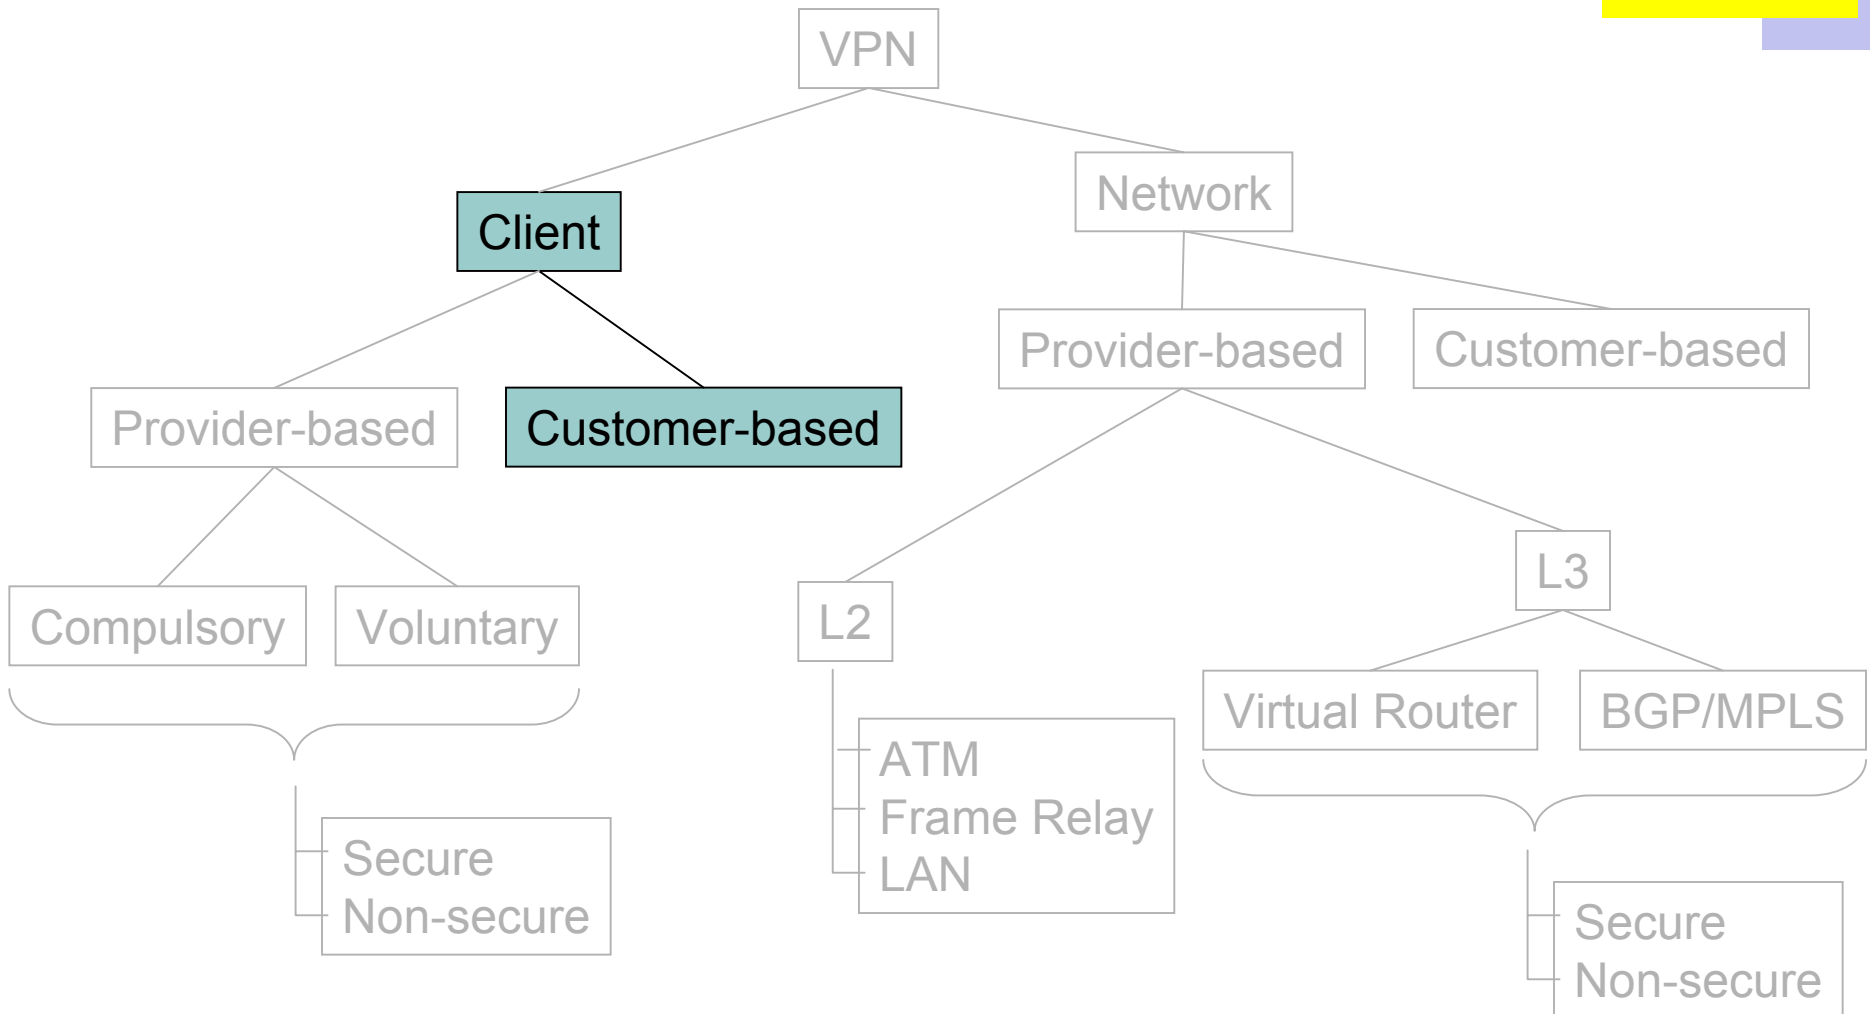 VPN
Network
Client
Provider-based
Customer-based
Provider-based
Customer-based
L3
Compulsory
Voluntary
L2
Virtual Router
BGP/MPLS
ATM
Frame Relay
LAN
Secure
Non-secure
Secure
Non-secure